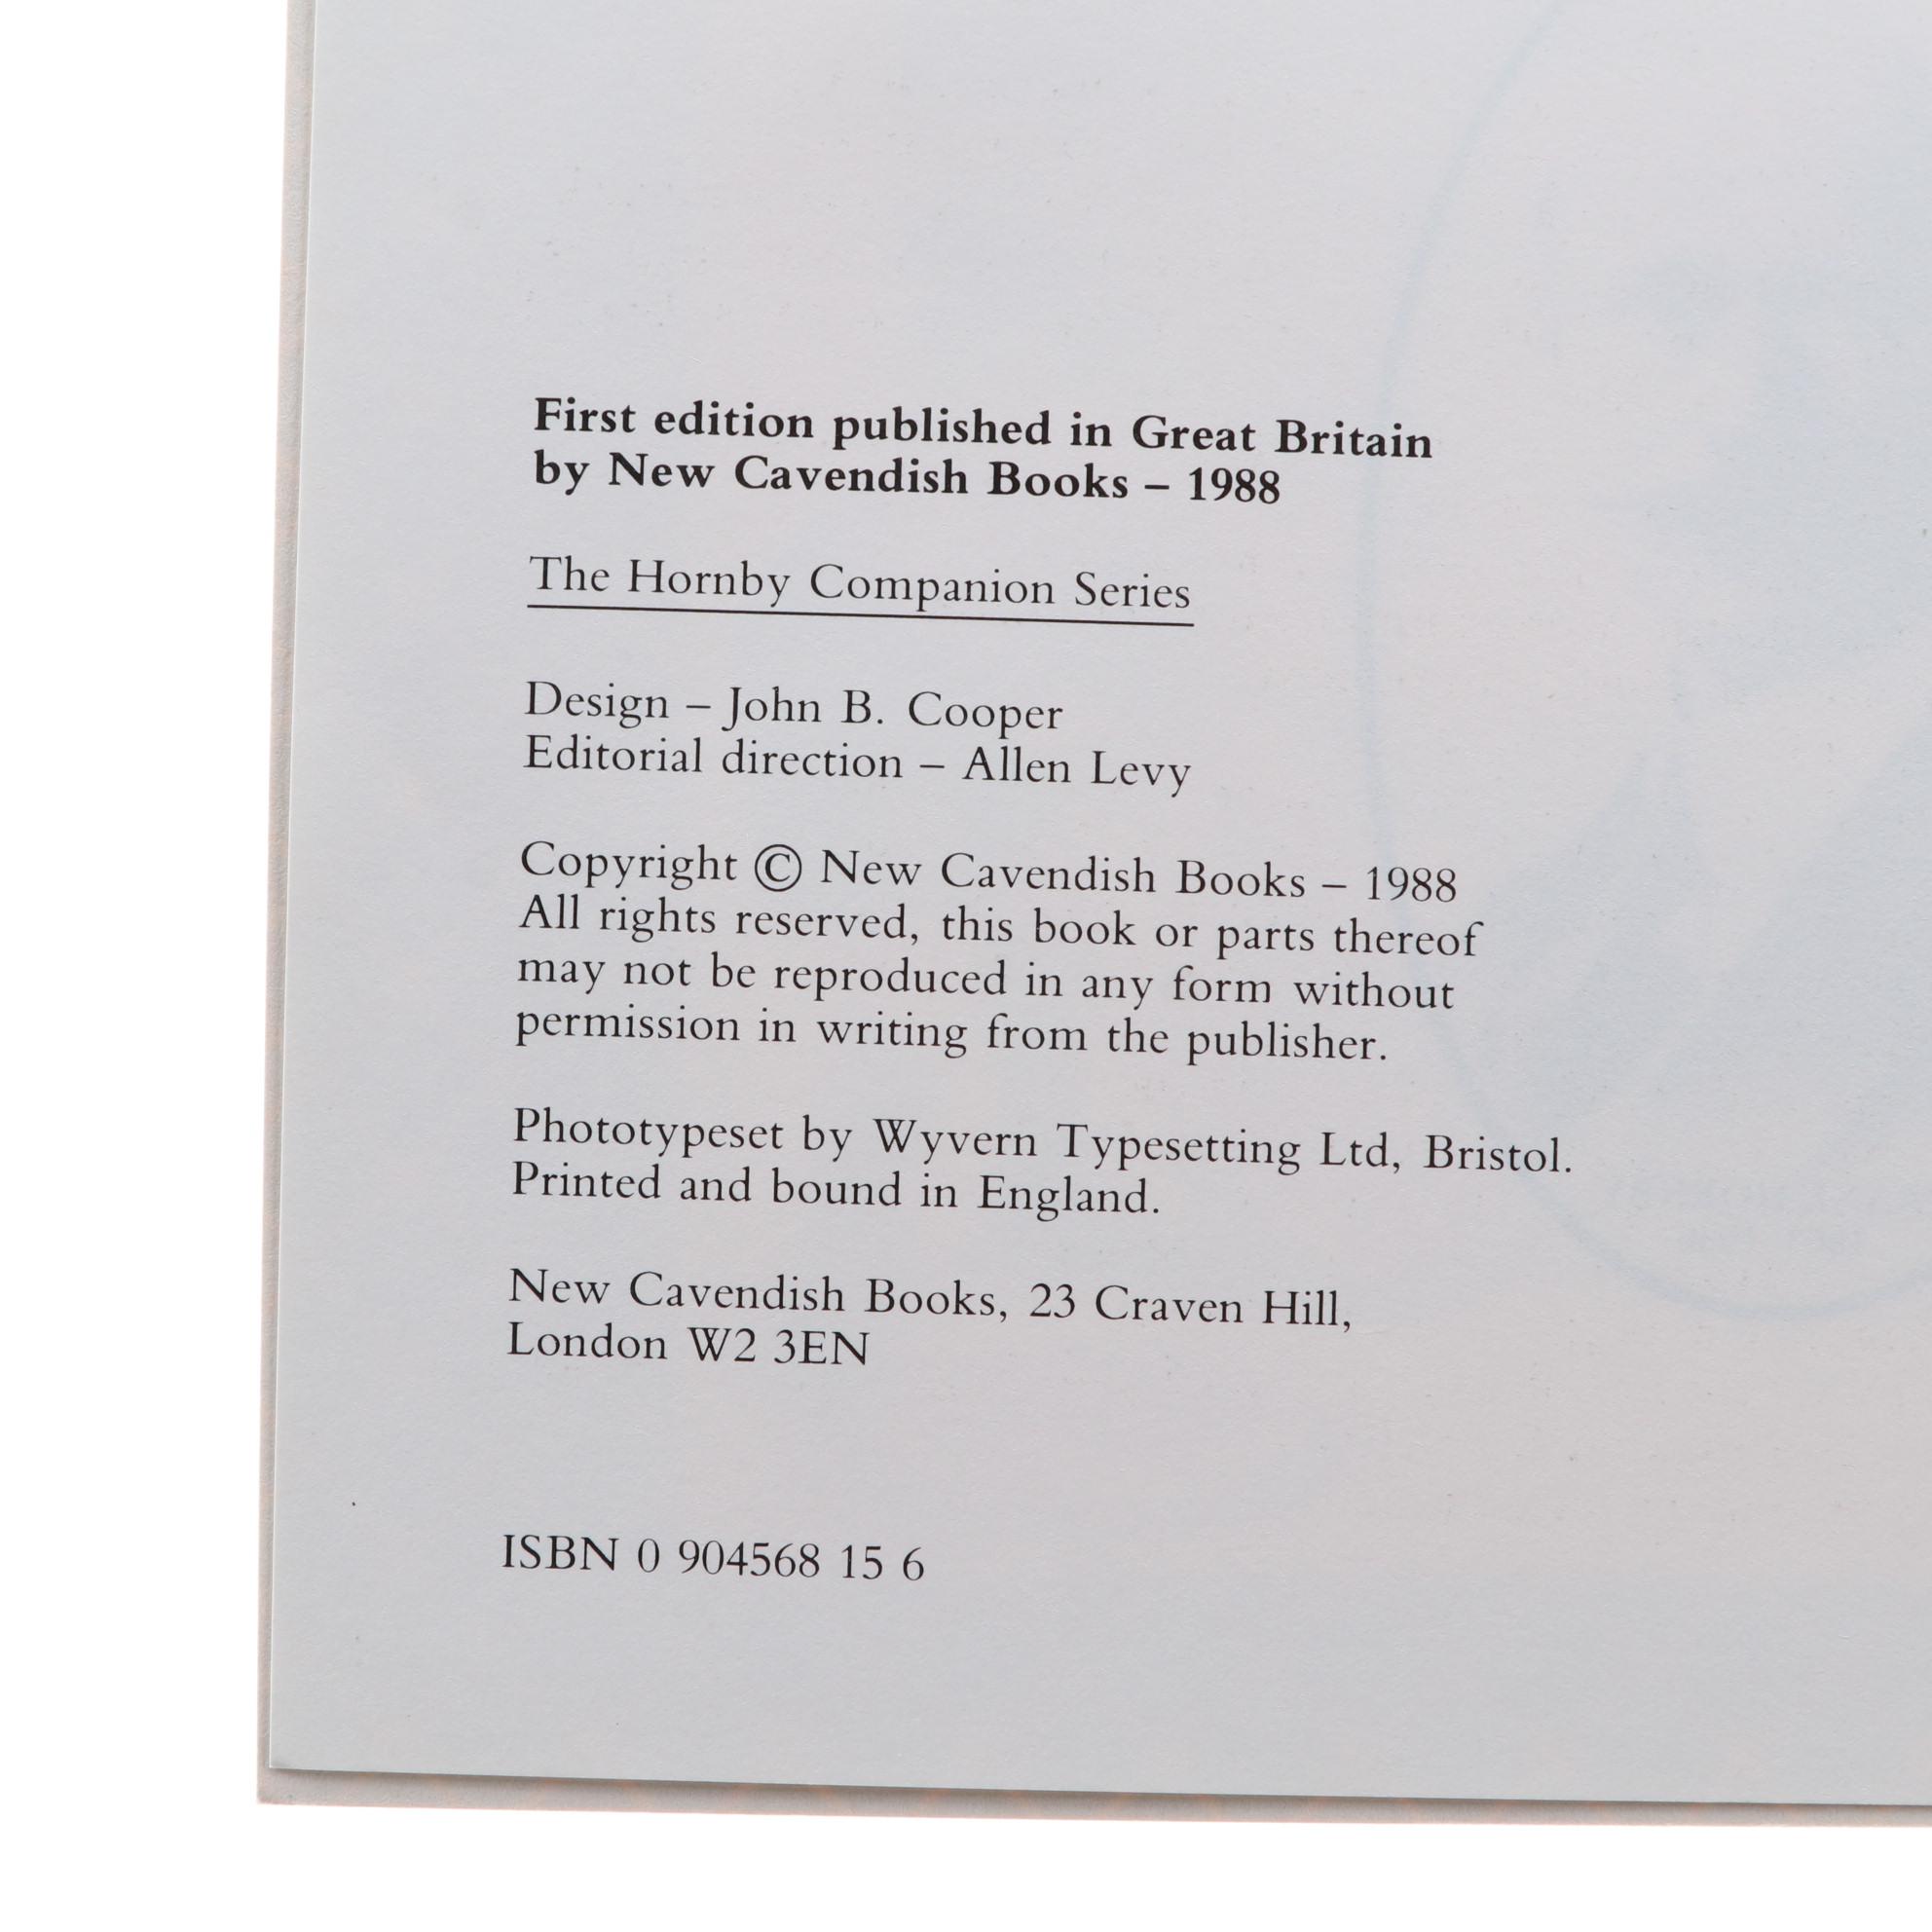 First edition published in Great Britain
by New Cavendish Books – 1988
The Hornby Companion Series
Design – John B. Cooper
Editorial direction – Allen Levy
Copyright © New Cavendish Books – 1988
All rights reserved, this book or parts thereof
may not be reproduced in any form without
permission in writing from the publisher.
Phototypeset by Wyvern Typesetting Ltd, Bristol.
Printed and bound in England.
New Cavendish Books, 23 Craven Hill,
London W2 3EN
ISBN 0 904568 15 6